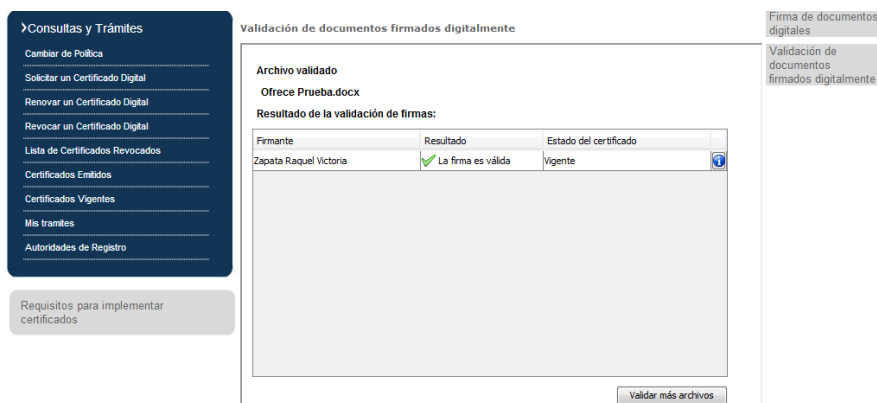 Consultas y Trámites
Cambiar de Política
Solicitar un Certificado Digital
Renovar un Certificado Digital
Revocar un Certificado Digital
Lista de Certificados Revocados
Certificados Emitidos
Certificados Vigentes
Mis tramites
Autoridades de Registro
Requisitos para implementar
certificados
Validación de documentos firmados digitalmente
Archivo validado
Ofrece Prueba.docx
Resultado de la validación de firmas:
Firmante Resultado Estado del certificado
Zapata Raquel Victoria La firma es válida Vigente
Validar más archivos
Firma de documentos
digitales
Validación de
documentos
firmados digitalmente